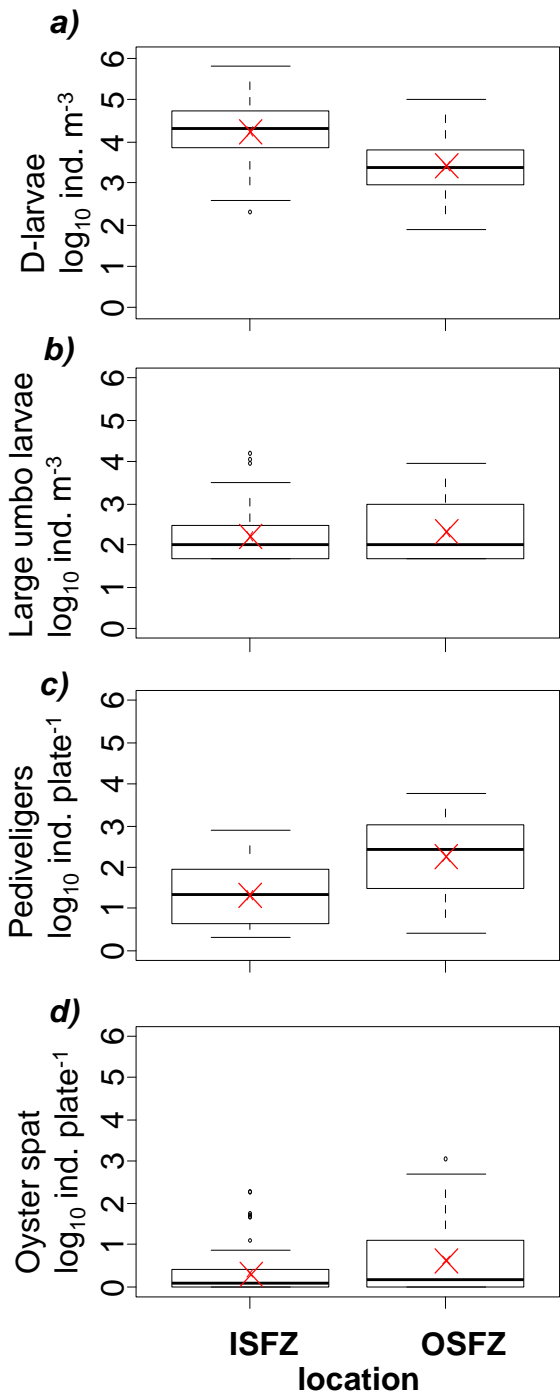 a)
D-larvae
log₁₀ ind. m⁻³
6
5
4
3
2
1
0
b)
Large umbo larvae
log₁₀ ind. m⁻³
6
5
4
3
2
1
0
c)
Pediveligers
log₁₀ ind. plate⁻¹
6
5
4
3
2
1
0
d)
Oyster spat
log₁₀ ind. plate⁻¹
6
5
4
3
2
1
0
ISFZ OSFZ
location